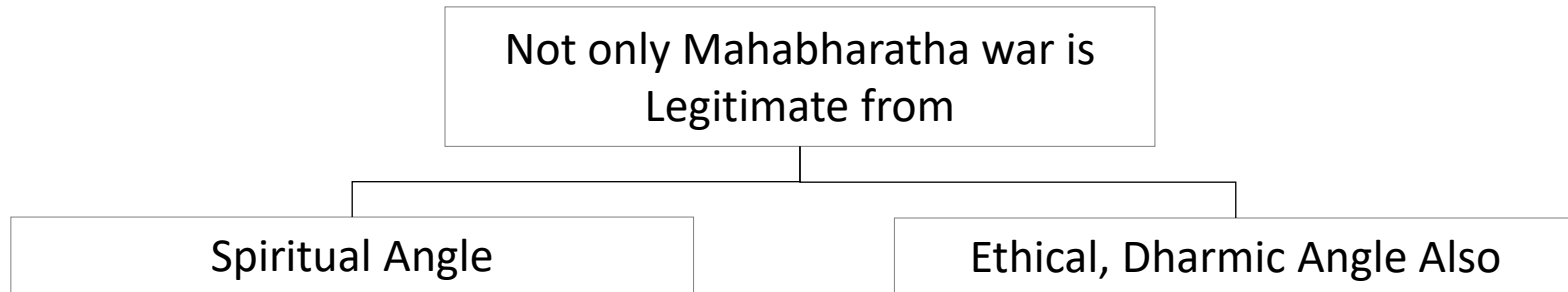 Not only Mahabharatha war is
Legitimate from
Spiritual Angle
Ethical, Dharmic Angle Also